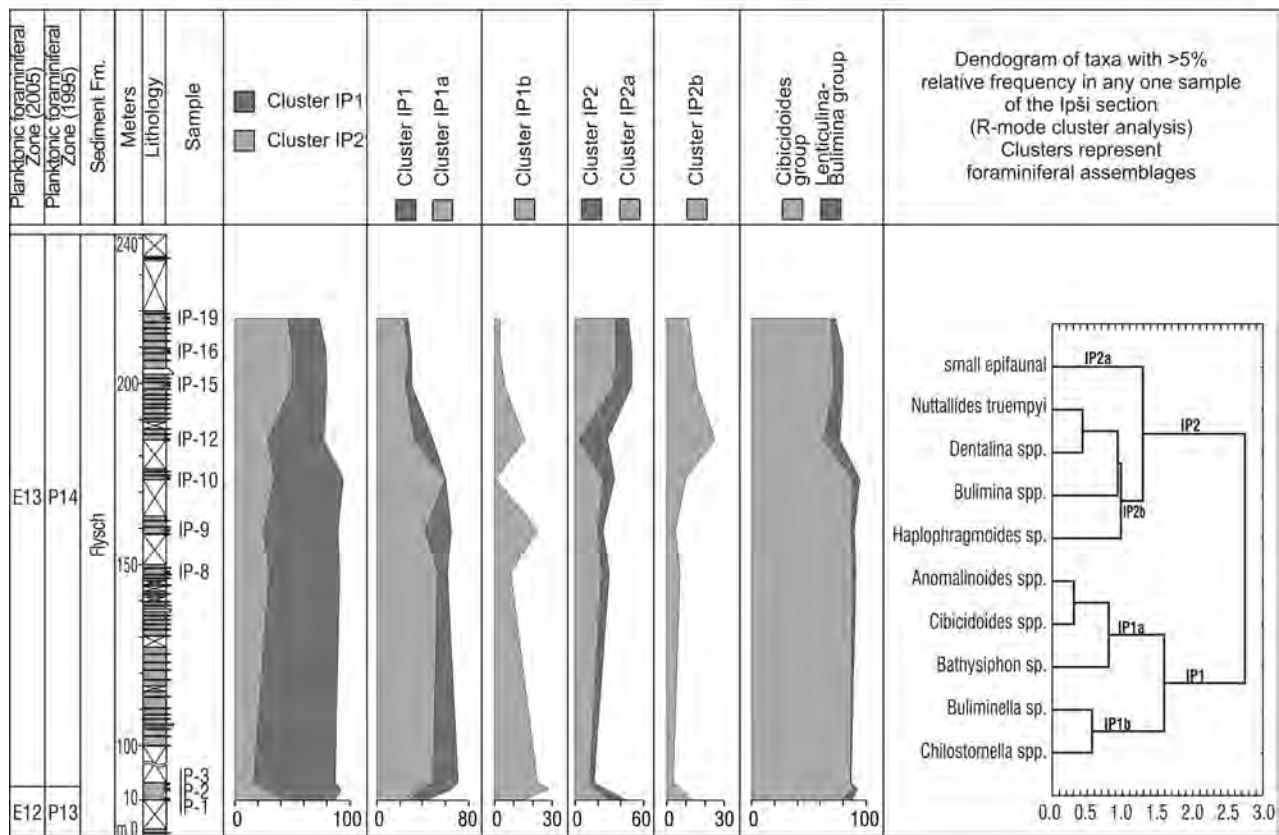 Planktonic foraminiferal
Zone (2005)
Planktonic foraminiferal
Zone (1995)
Sediment Fm.
Meters
Lithology
Sample
Cluster IP1
Cluster IP2
Cluster IP1
Cluster IP1a
Cluster IP1b
Cluster IP2
Cluster IP2a
Cluster IP2b
Cibicidoides
group
Lenticulina-
Bulimina group
Dendogram of taxa with >5%
relative frequency in any one sample
of the Ipši section
(R-mode cluster analysis)
Clusters represent
foraminiferal assemblages
E13
P14
E12
P13
Flysch
240
200
150
100
10
m 0
IP-19
IP-16
IP-15
IP-12
IP-10
IP-9
IP-8
IP-3
IP-2
IP-1
0 100
0 80
0 30
0 60
0 30
0 100
small epifaunal
Nuttallides truempyi
Dentalina spp.
Bulimina spp.
Haplophragmoides sp.
Anomalinoides spp.
Cibicidoides spp.
Bathysiphon sp.
Buliminella sp.
Chilostomella spp.
IP2a
IP2
IP2b
IP1a
IP1
IP1b
0.0 0.5 1.0 1.5 2.0 2.5 3.0